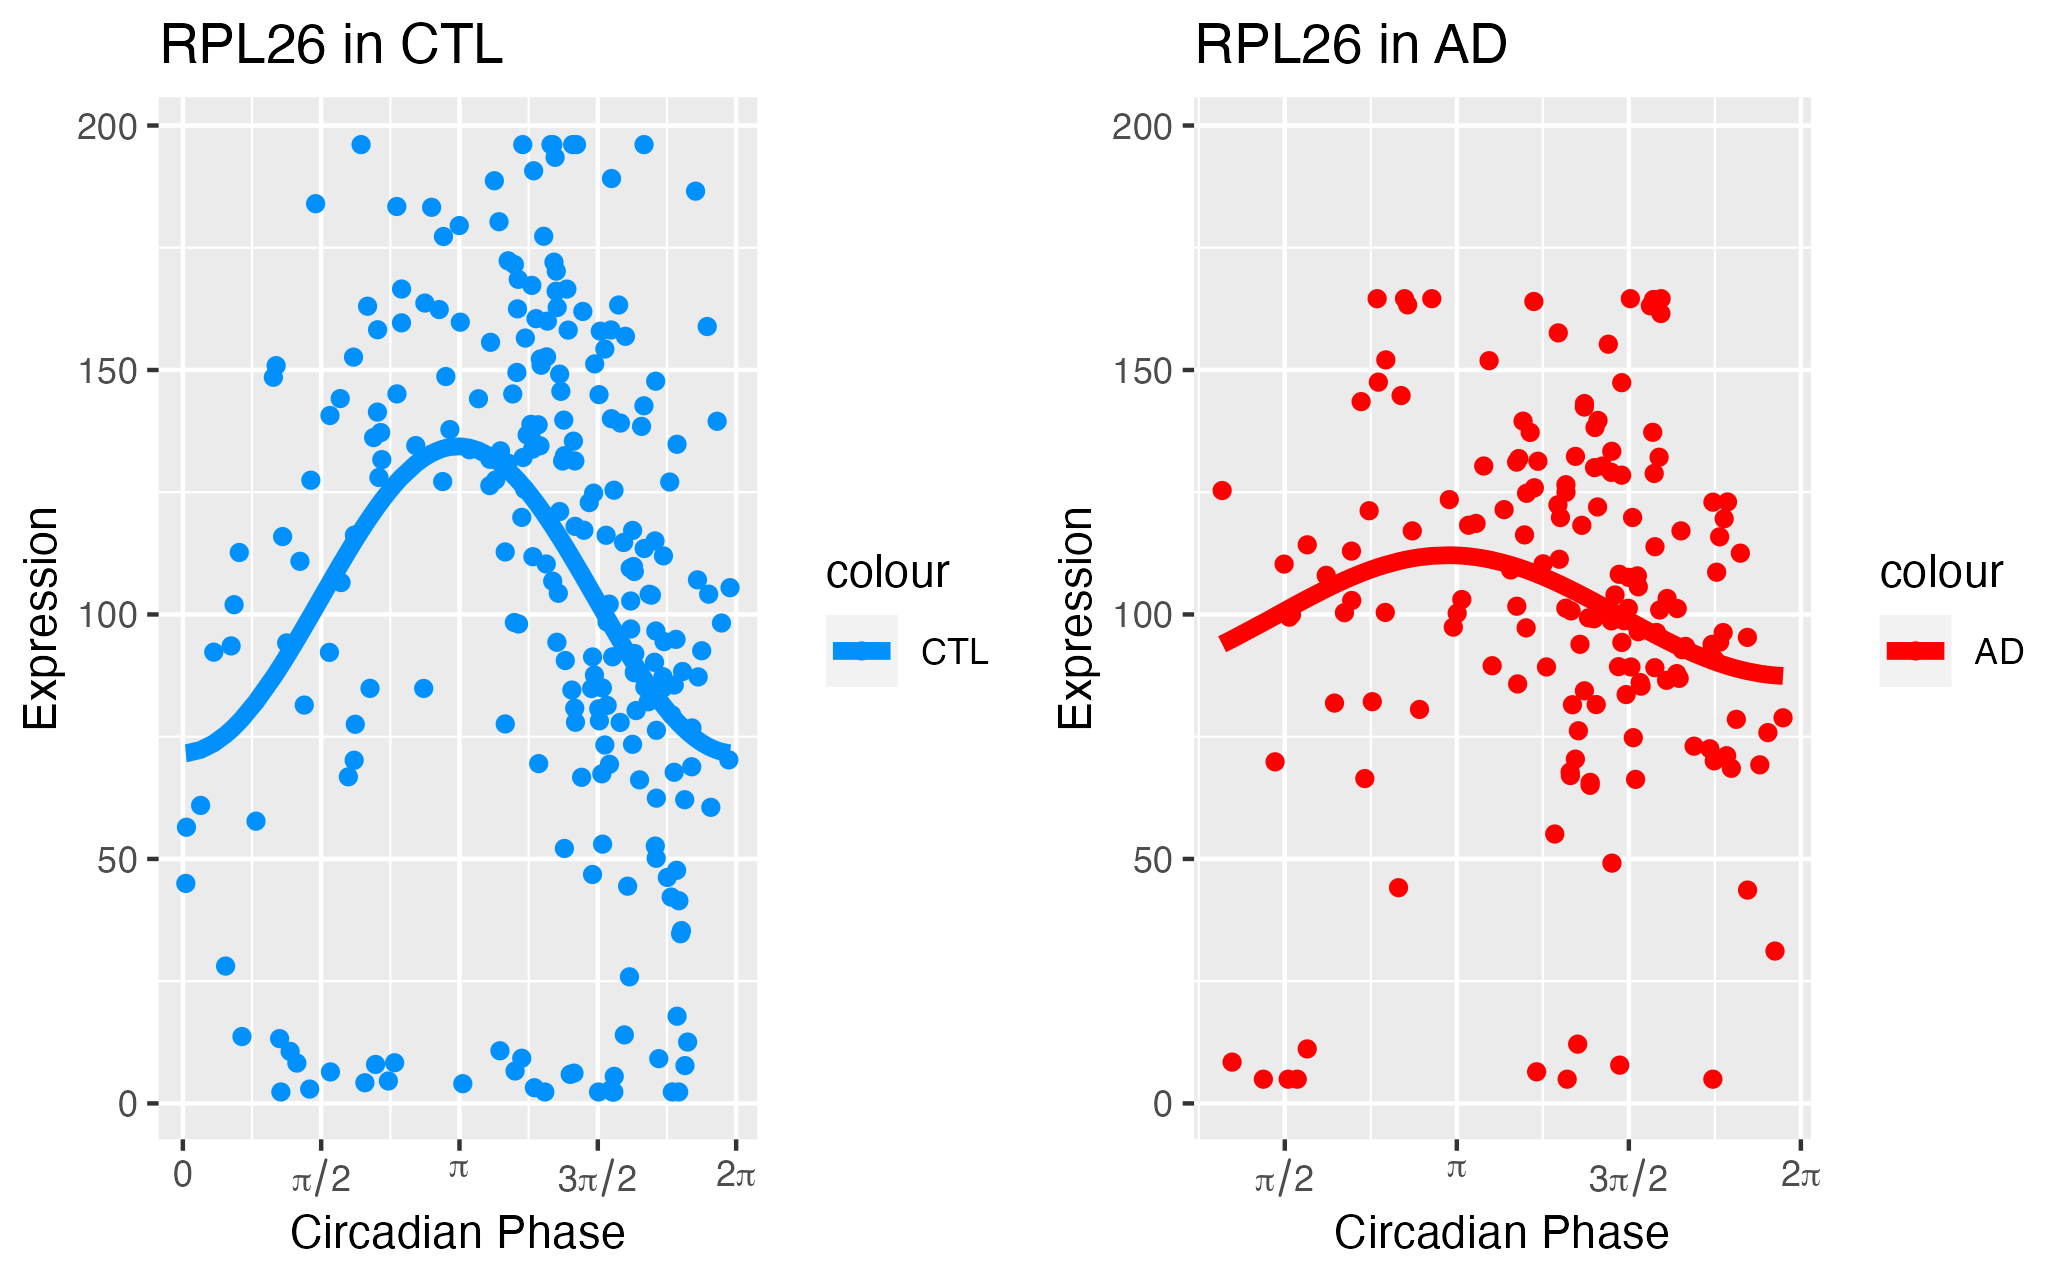 RPL26 in CTL
200
150
100
50
0
Expression
0
π/2
π
3π/2
2π
Circadian Phase
colour
CTL
RPL26 in AD
200
150
100
50
0
Expression
π/2
π
3π/2
2π
Circadian Phase
colour
AD